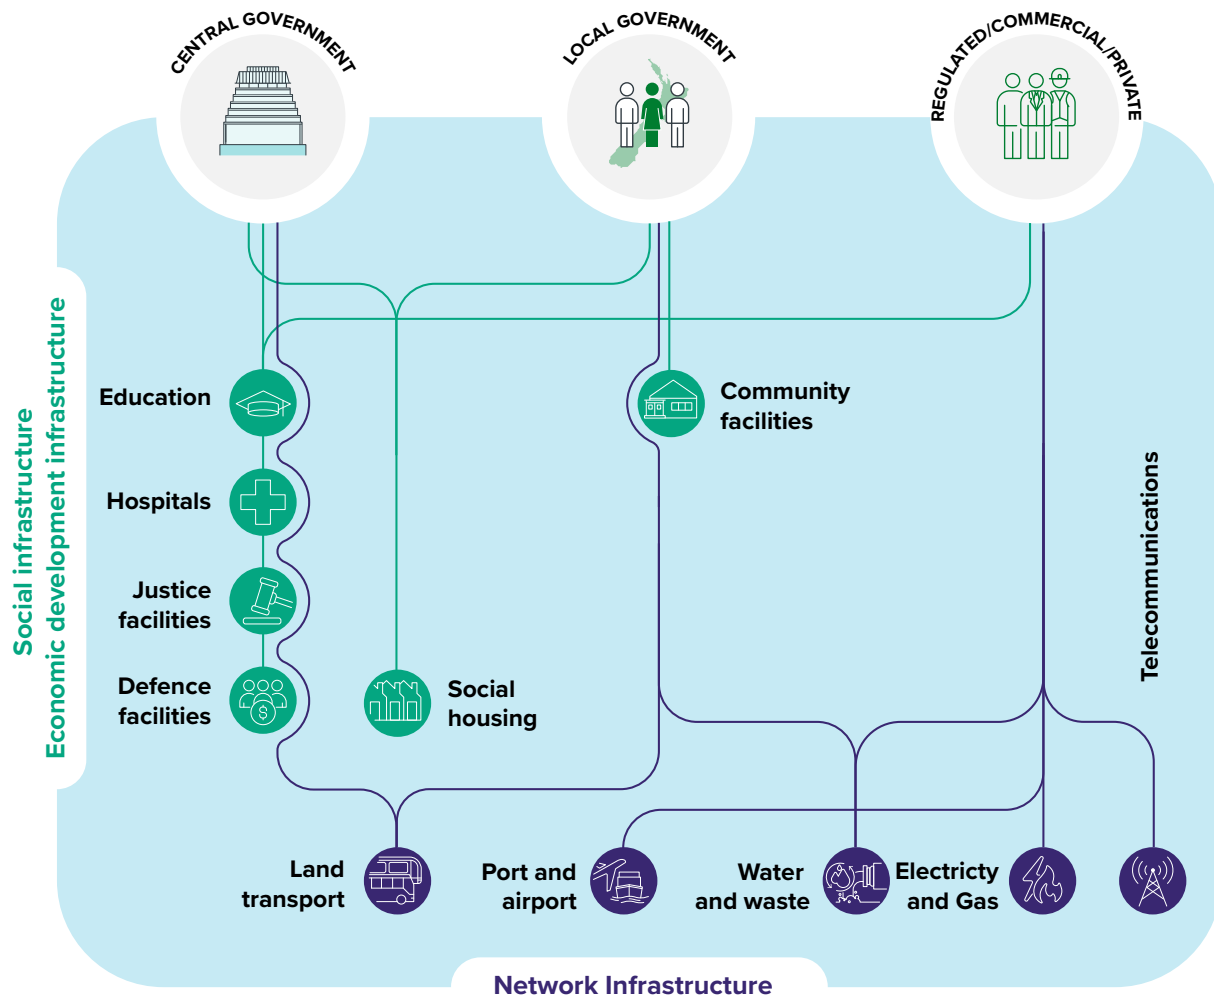 CENTRAL GOVERNMENT
LOCAL GOVERNMENT
REGULATED/COMMERCIAL/PRIVATE
Social infrastructure
Economic development infrastructure
Education
Community
facilities
Hospitals
Telecommunications
Justice
facilities
Defence
facilities
$
Social
housing
Land
transport
Port and
airport
Water
and waste
Electricty
and Gas
Network Infrastructure